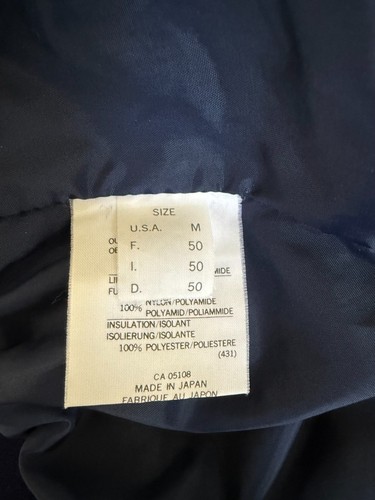 SIZE
U.S.A. M
F. 50
I. 50
D. 50
100% NYLON/POLYAMIDE
POLYAMID/POLIAMMIDE
INSULATION/ISOLANT
ISOLIERUNG/ISOLANTE
100% POLYESTER/POLIESTERE
(431)
CA 05108
MADE IN JAPAN
FABRIQUE AU JAPON